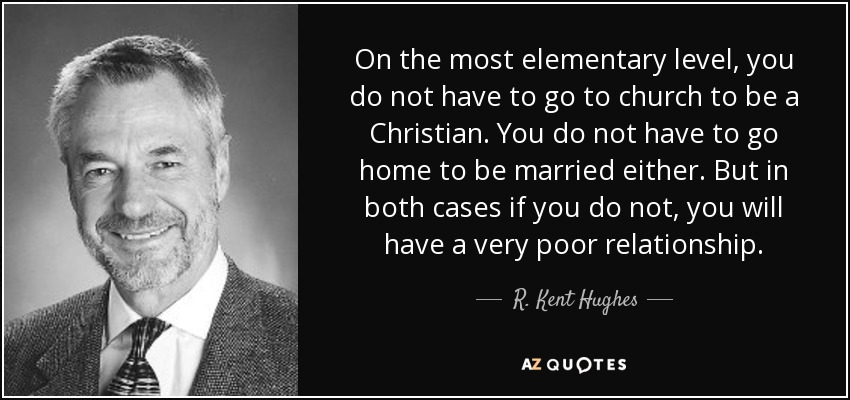 On the most elementary level, you
do not have to go to church to be a
Christian. You do not have to go
home to be married either. But in
both cases if you do not, you will
have a very poor relationship.
R. Kent Hughes
AZ QUOTES